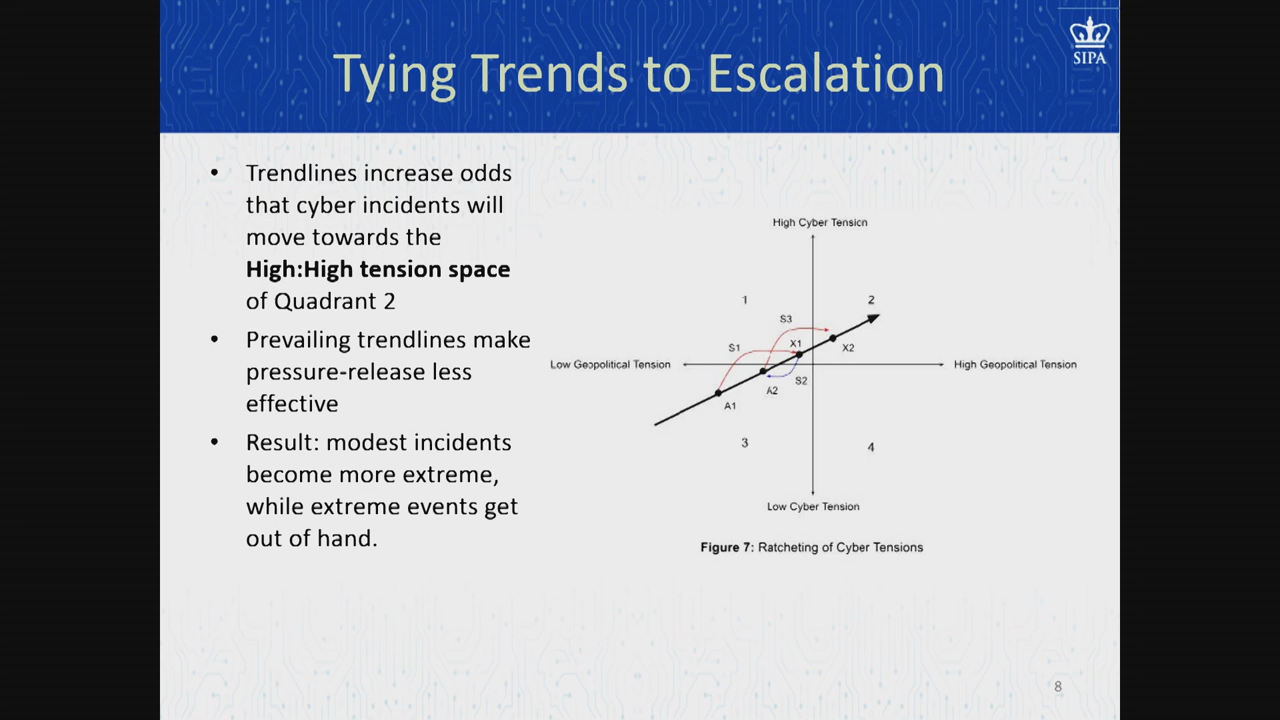 SIPA
Tying Trends to Escalation
• Trendlines increase odds
that cyber incidents will
move towards the
High:High tension space
of Quadrant 2
• Prevailing trendlines make
pressure-release less
effective
• Result: modest incidents
become more extreme,
while extreme events get
out of hand.
High Cyber Tension
1
2
S3
S1
X1
X2
Low Geopolitical Tension
High Geopolitical Tension
S2
A2
A1
3
4
Low Cyber Tension
Figure 7: Ratcheting of Cyber Tensions
8